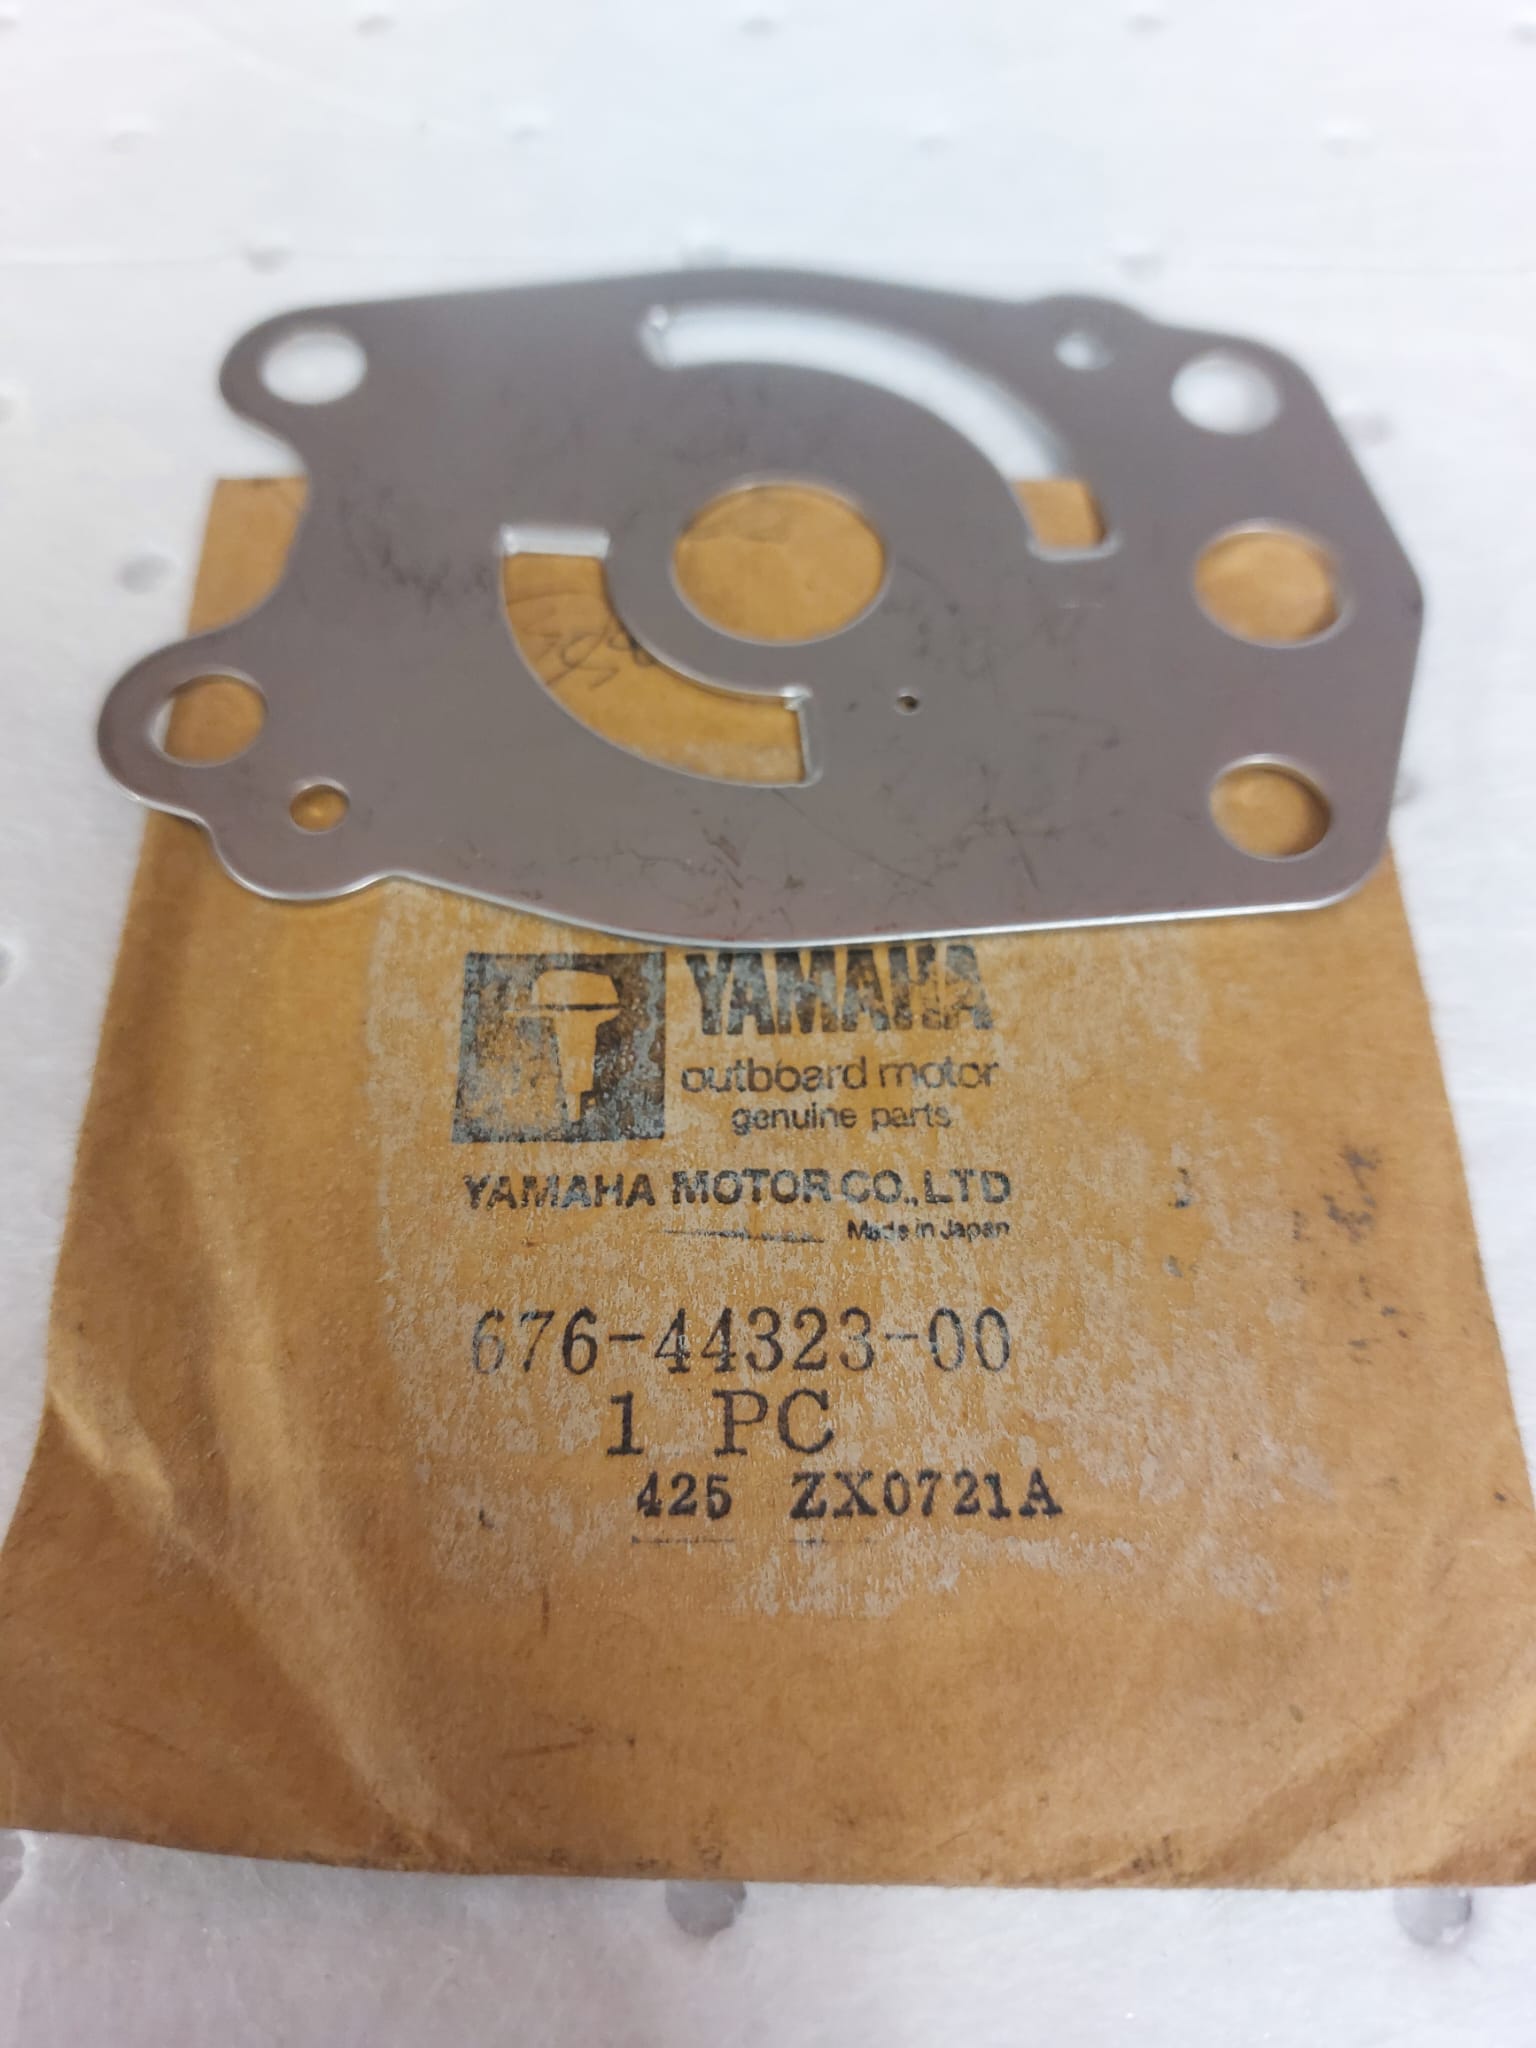 YAMAHA
outboard motor
genuine parts
YAMAHA MOTOR CO., LTD
Made in Japan
676-44323-00
1 PC
425 ZX0721A